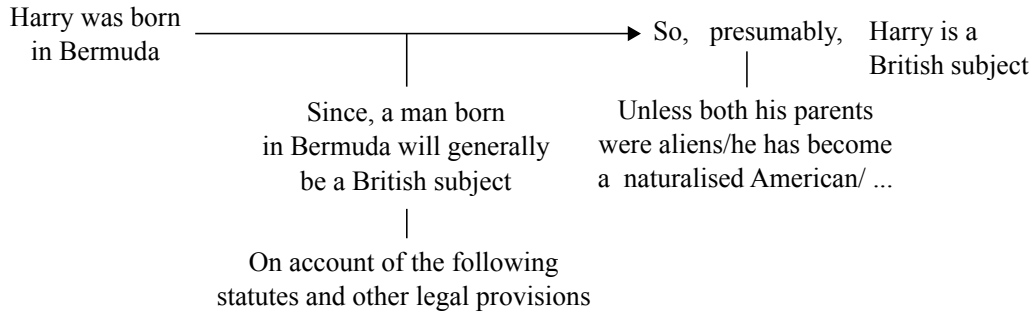 Harry was born
in Bermuda
So, presumably, Harry is a
British subject
Since, a man born
in Bermuda will generally
be a British subject
Unless both his parents
were aliens/he has become
a naturalised American/ ...
On account of the following
statutes and other legal provisions